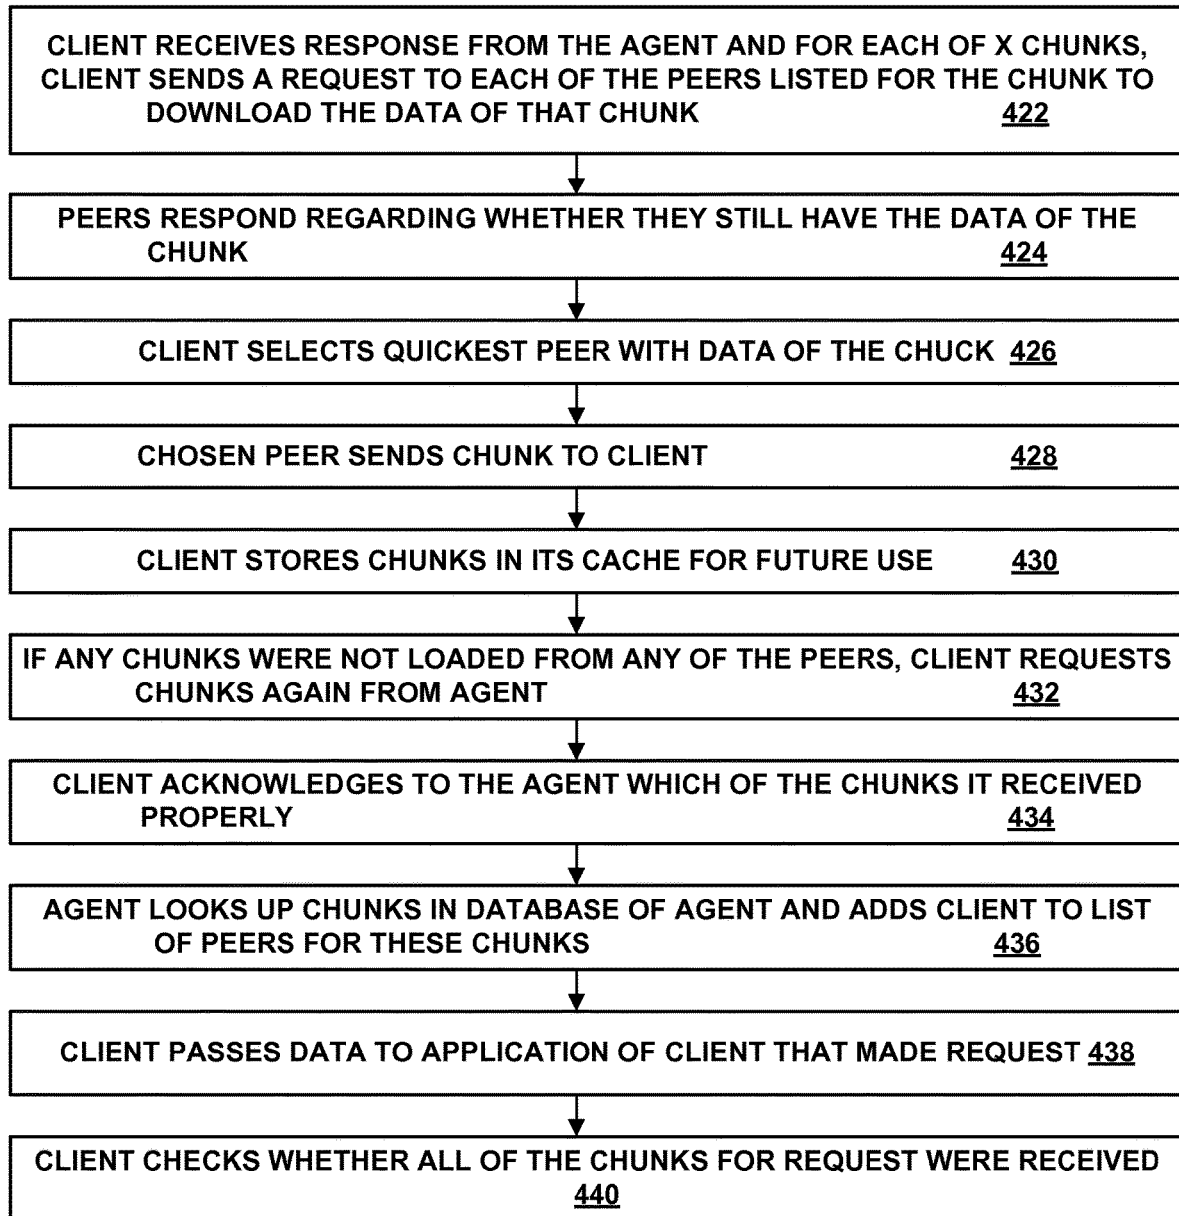 CLIENT RECEIVES RESPONSE FROM THE AGENT AND FOR EACH OF X CHUNKS,
CLIENT SENDS A REQUEST TO EACH OF THE PEERS LISTED FOR THE CHUNK TO
DOWNLOAD THE DATA OF THAT CHUNK 422
PEERS RESPOND REGARDING WHETHER THEY STILL HAVE THE DATA OF THE
CHUNK 424
CLIENT SELECTS QUICKEST PEER WITH DATA OF THE CHUCK 426
CHOSEN PEER SENDS CHUNK TO CLIENT 428
CLIENT STORES CHUNKS IN ITS CACHE FOR FUTURE USE 430
IF ANY CHUNKS WERE NOT LOADED FROM ANY OF THE PEERS, CLIENT REQUESTS
CHUNKS AGAIN FROM AGENT 432
CLIENT ACKNOWLEDGES TO THE AGENT WHICH OF THE CHUNKS IT RECEIVED
PROPERLY 434
AGENT LOOKS UP CHUNKS IN DATABASE OF AGENT AND ADDS CLIENT TO LIST
OF PEERS FOR THESE CHUNKS 436
CLIENT PASSES DATA TO APPLICATION OF CLIENT THAT MADE REQUEST 438
CLIENT CHECKS WHETHER ALL OF THE CHUNKS FOR REQUEST WERE RECEIVED
440